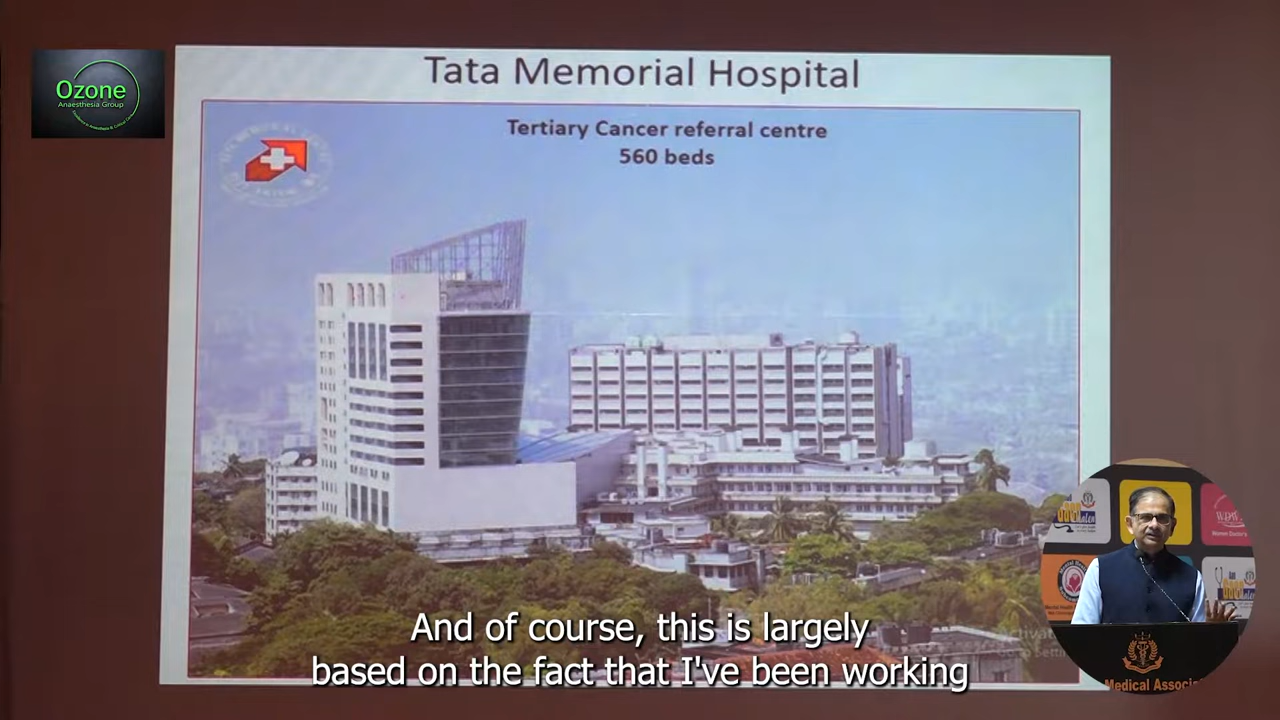 Tata Memorial Hospital
Ozone
Anaesthesia Group
Tertiary Cancer referral centre
560 beds
And of course, this is largely
based on the fact that I've been working
Medical Associ